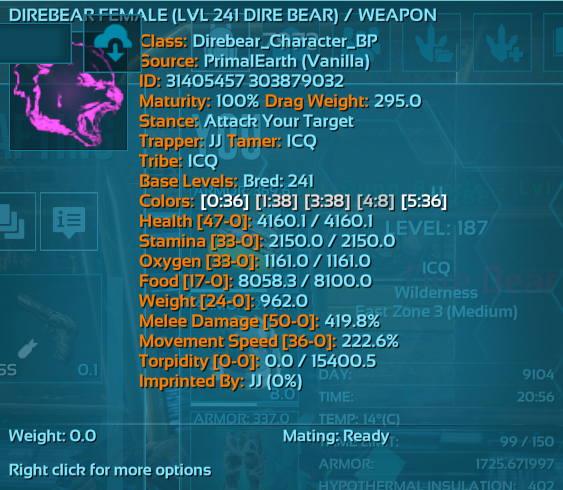 DIREBEAR FEMALE (LVL 241 DIRE BEAR) / WEAPON
Class: Direbear_Character_BP
Source: PrimalEarth (Vanilla)
ID: 31405457 303879032
Maturity: 100% Drag Weight: 295.0
Stance: Attack Your Target
Trapper: JJ Tamer: ICQ
Tribe: ICQ
Base Levels: Bred: 241
Colors: [0:36] [1:38] [3:38] [4:8] [5:36]
Health [47-0]: 4160.1 / 4160.1
LEVEL: 187
Stamina [33-0]: 2150.0 / 2150.0
Oxygen [33-0]: 1161.0 / 1161.0
ICQ
Food [17-0]: 8058.3 / 8100.0
Weight [24-0]: 962.0
Wilderness
East Zone 3 (Medium)
Melee Damage [50-0]: 419.8%
Movement Speed [36-0]: 222.6%
Torpidity [0-0]: 0.0 / 15400.5
0.1
DAY: 9104
Imprinted By: JJ (0%)
8.0
TIME: 20:56
ARMOR: 337.0
TEMP: 14°(C)
Weight: 0.0
Mating: Ready
99 / 150
ARMOR: 1725.671997
Right click for more options
HYPOTHERMAL INSULATION: 402